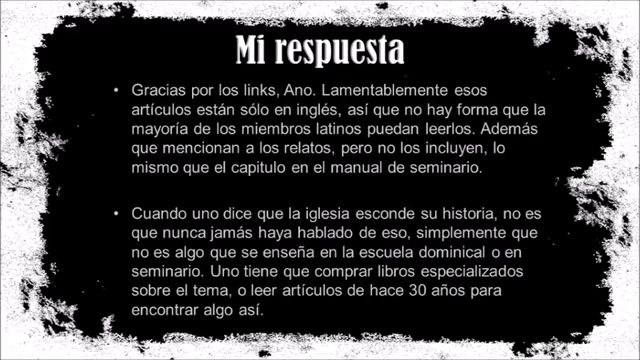 Mi respuesta
• Gracias por los links, Ano. Lamentablemente esos
artículos están sólo en inglés, así que no hay forma que la
mayoría de los miembros latinos puedan leerlos. Además
que mencionan a los relatos, pero no los incluyen, lo
mismo que el capitulo en el manual de seminario.
• Cuando uno dice que la iglesia esconde su historia, no es
que nunca jamás haya hablado de eso, simplemente que
no es algo que se enseña en la escuela dominical o en
seminario. Uno tiene que comprar libros especializados
sobre el tema, o leer artículos de hace 30 años para
encontrar algo así.